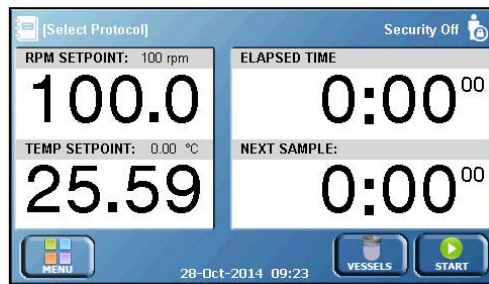 [Select Protocol] Security Off
RPM SETPOINT: 100 rpm
100.0
TEMP SETPOINT: 0.00 °C
25.59
ELAPSED TIME
0:00 00
NEXT SAMPLE:
0:00 00
MENU 28-Oct-2014 09:23 VESSELS START